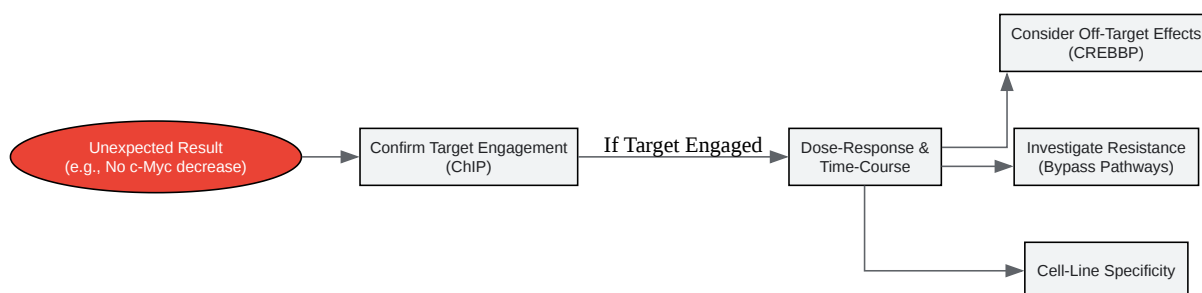 Unexpected Result
(e.g., No c-Myc decrease)
Confirm Target Engagement
(ChIP)
If Target Engaged
Dose-Response &
Time-Course
Consider Off-Target Effects
(CREBBP)
Investigate Resistance
(Bypass Pathways)
Cell-Line Specificity